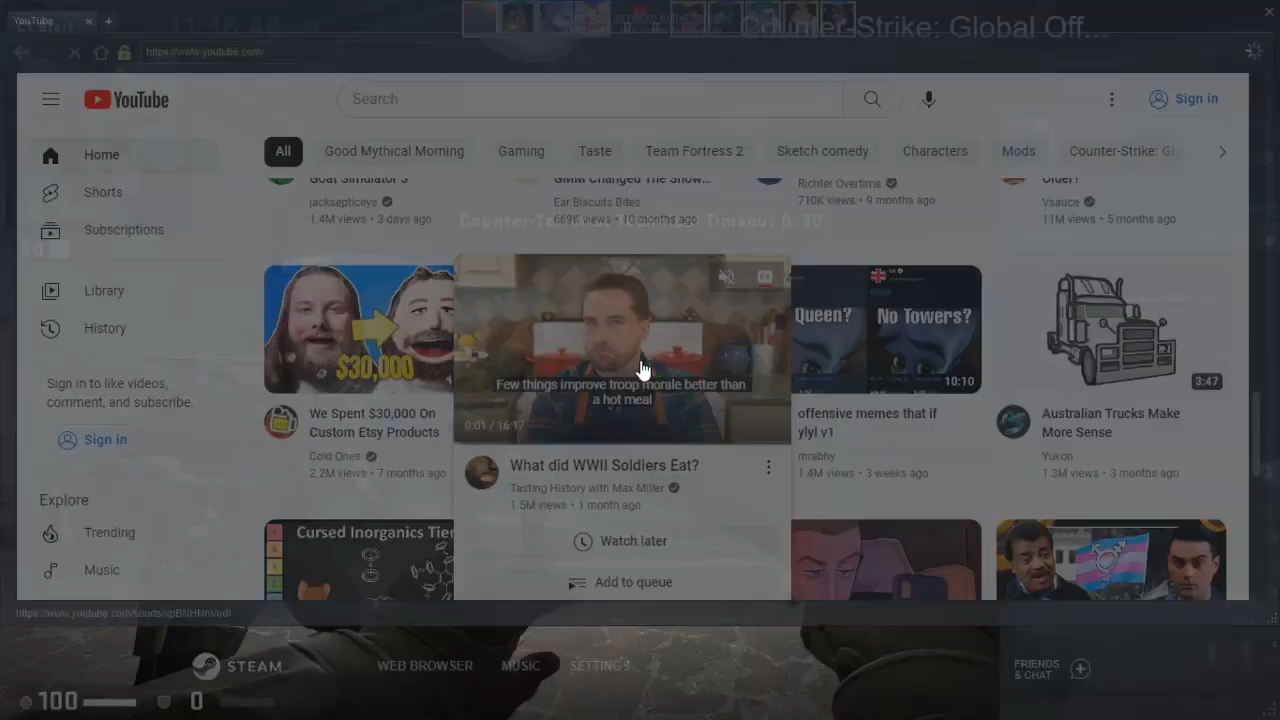 YouTube
Counter-Strike: Global Off...
https://www.youtube.com/
YouTube
Search
Sign in
All
Good Mythical Morning
Gaming
Taste
Team Fortress 2
Sketch comedy
Characters
Mods
Home
Shorts
Subscriptions
Library
History
Sign in to like videos,
comment, and subscribe.
Sign in
Explore
Trending
Music
Goat Simulator 3
jacksepticeye
1.4M views • 3 days ago
GMM Changed The Show...
Ear Biscuits Bites
669K views • 10 months ago
Richter Overtime
710K views • 9 months ago
Older?
Vsauce
11M views • 5 months ago
Timeout 0:30
$30,000
We Spent $30,000 On
Custom Etsy Products
Cold Ones
2.2M views • 7 months ago
CC
Few things improve troop morale better than
a hot meal
0:01 / 16:17
What did WWII Soldiers Eat?
Tasting History with Max Miller
1.5M views • 1 month ago
Watch later
Add to queue
Queen?
No Towers?
10:10
offensive memes that if
ylyl v1
mrabhy
1.4M views • 3 weeks ago
3:47
Australian Trucks Make
More Sense
Yukon
1.3M views • 3 months ago
Cursed Inorganics Tier
STEAM
WEB BROWSER
MUSIC
SETTINGS
FRIENDS
& CHAT
100
0